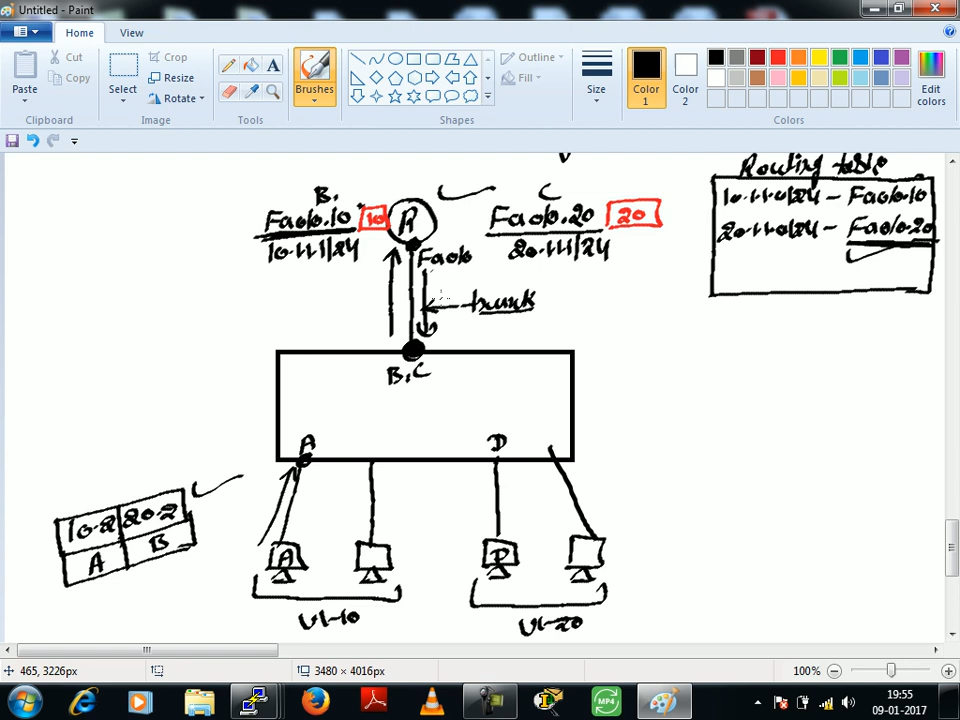 Untitled - Paint
Home
View
Paste
Cut
Copy
Clipboard
Select
Crop
Resize
Rotate
Image
A
Tools
Brushes
Shapes
Outline
Fill
Size
Color 1
Color 2
Edit colors
Colors
Routing table
10.1.1.0/24 - Fa0/0.10
20.1.1.0/24 - Fa0/0.20
B.
C
Fa0/0.10
10
R
Fa0/0.20
20
10.1.1.1/24
20.1.1.1/24
Fa0/0
trunk
B,C
A
D
10.2
20.2
A
B
A
D
Vl-10
Vl-20
465, 3226px
3480 × 4016px
100%
MP4
19:55
09-01-2017